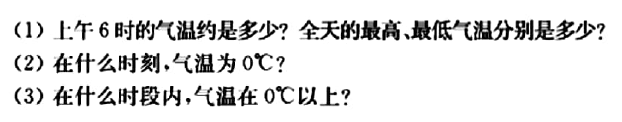 (1) 上午6时的气温约是多少? 全天的最高、最低气温分别是多少?
(2) 在什么时刻,气温为0℃?
(3) 在什么时段内,气温在0℃以上?